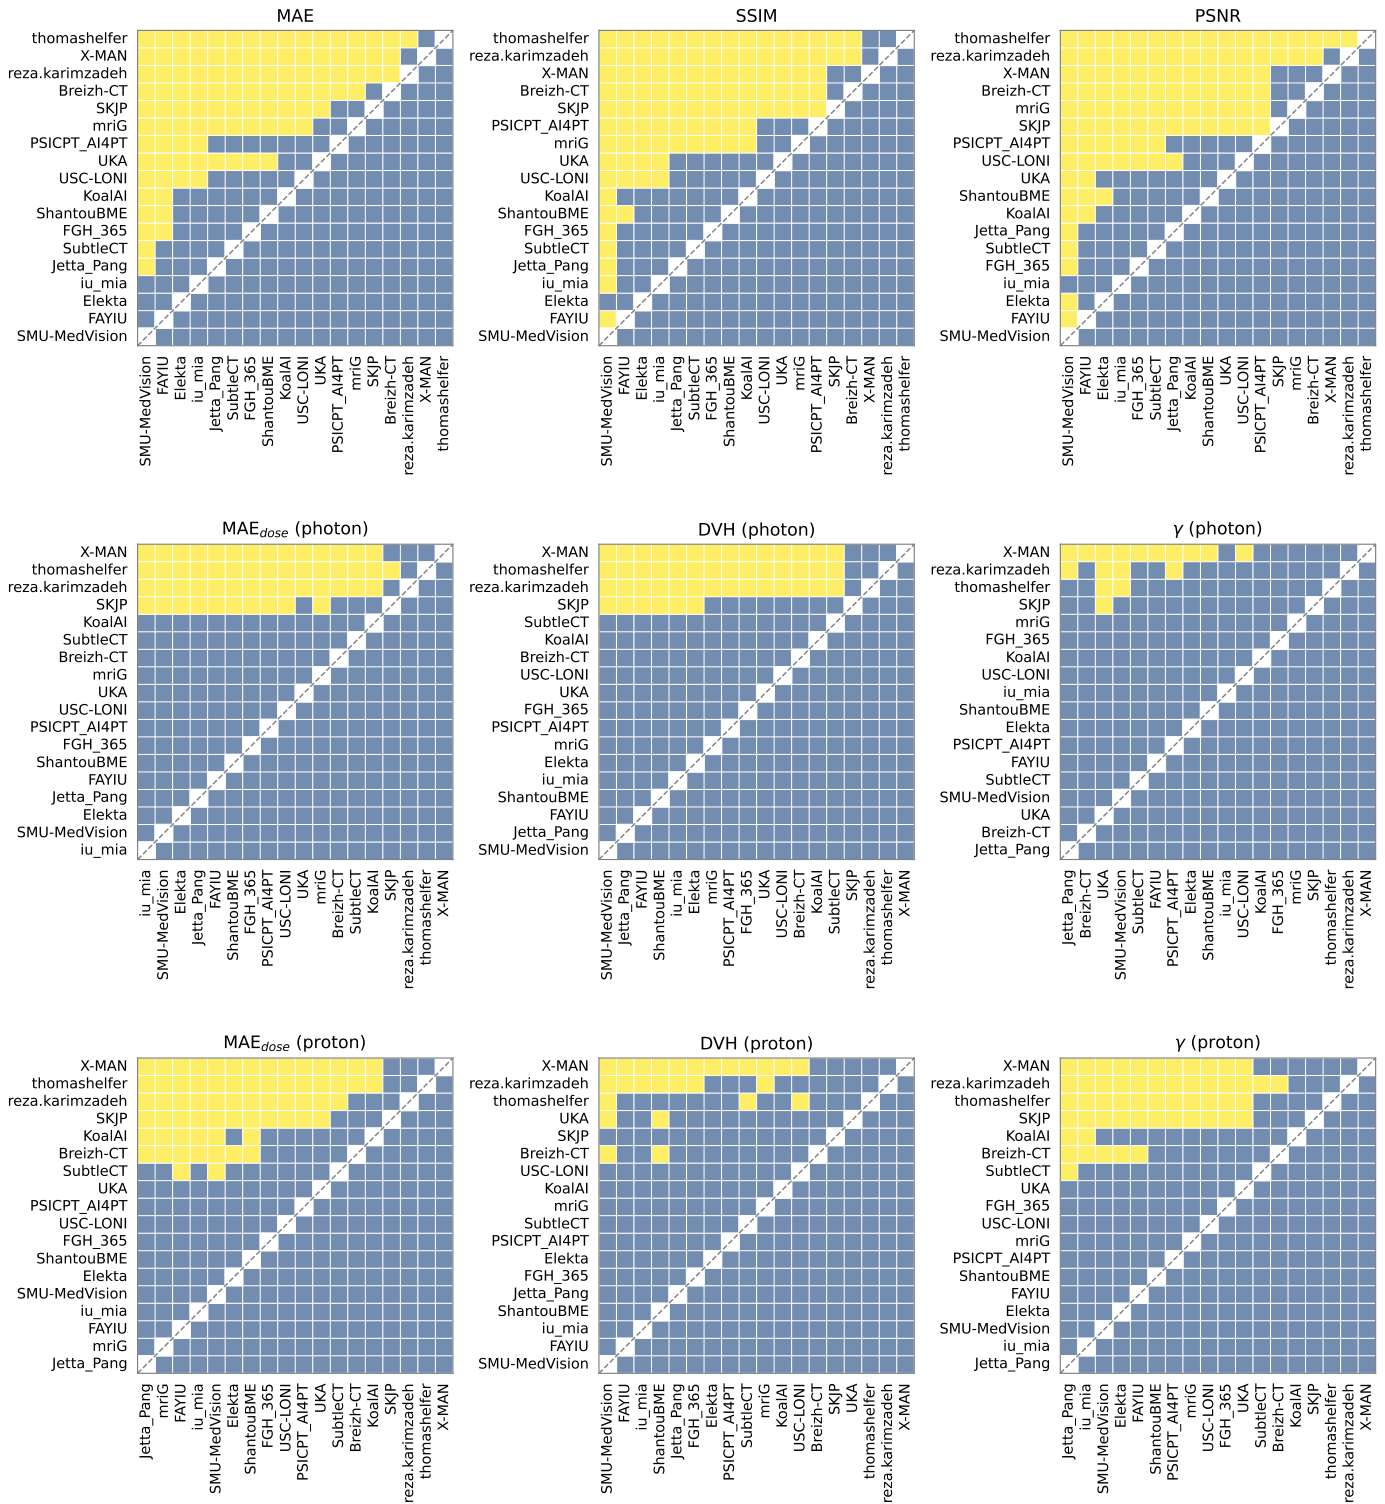 MAE
thomashelfer
X-MAN
reza.karimzadeh
Breizh-CT
SKJP
mriG
PSICPT_AI4PT
UKA
USC-LONI
KoalAI
ShantouBME
FGH_365
SubtleCT
Jetta_Pang
iu_mia
Elekta
FAYIU
SMU-MedVision
SMU-MedVision
FAYIU
Elekta
iu_mia
Jetta_Pang
SubtleCT
FGH_365
ShantouBME
KoalAI
USC-LONI
UKA
PSICPT_AI4PT
mriG
SKJP
Breizh-CT
reza.karimzadeh
X-MAN
thomashelfer
SSIM
thomashelfer
reza.karimzadeh
X-MAN
Breizh-CT
SKJP
PSICPT_AI4PT
mriG
UKA
USC-LONI
KoalAI
ShantouBME
FGH_365
SubtleCT
Jetta_Pang
iu_mia
Elekta
FAYIU
SMU-MedVision
SMU-MedVision
FAYIU
Elekta
iu_mia
Jetta_Pang
SubtleCT
FGH_365
ShantouBME
KoalAI
USC-LONI
UKA
mriG
PSICPT_AI4PT
SKJP
Breizh-CT
X-MAN
reza.karimzadeh
thomashelfer
PSNR
thomashelfer
reza.karimzadeh
X-MAN
Breizh-CT
mriG
SKJP
PSICPT_AI4PT
USC-LONI
UKA
ShantouBME
KoalAI
Jetta_Pang
SubtleCT
FGH_365
iu_mia
Elekta
FAYIU
SMU-MedVision
SMU-MedVision
FAYIU
Elekta
iu_mia
FGH_365
SubtleCT
Jetta_Pang
KoalAI
ShantouBME
UKA
USC-LONI
PSICPT_AI4PT
SKJP
mriG
Breizh-CT
X-MAN
reza.karimzadeh
thomashelfer
MAEdose (photon)
X-MAN
thomashelfer
reza.karimzadeh
SKJP
KoalAI
SubtleCT
Breizh-CT
mriG
UKA
USC-LONI
PSICPT_AI4PT
FGH_365
ShantouBME
FAYIU
Jetta_Pang
Elekta
SMU-MedVision
iu_mia
iu_mia
SMU-MedVision
Elekta
Jetta_Pang
FAYIU
ShantouBME
FGH_365
PSICPT_AI4PT
USC-LONI
UKA
mriG
Breizh-CT
SubtleCT
KoalAI
SKJP
reza.karimzadeh
thomashelfer
X-MAN
DVH (photon)
X-MAN
thomashelfer
reza.karimzadeh
SKJP
SubtleCT
KoalAI
Breizh-CT
USC-LONI
UKA
FGH_365
PSICPT_AI4PT
mriG
Elekta
iu_mia
ShantouBME
FAYIU
Jetta_Pang
SMU-MedVision
SMU-MedVision
Jetta_Pang
FAYIU
ShantouBME
iu_mia
Elekta
mriG
PSICPT_AI4PT
FGH_365
UKA
USC-LONI
Breizh-CT
KoalAI
SubtleCT
SKJP
reza.karimzadeh
thomashelfer
X-MAN
γ (photon)
X-MAN
reza.karimzadeh
thomashelfer
SKJP
mriG
FGH_365
KoalAI
USC-LONI
iu_mia
ShantouBME
Elekta
PSICPT_AI4PT
FAYIU
SubtleCT
SMU-MedVision
UKA
Breizh-CT
Jetta_Pang
Jetta_Pang
Breizh-CT
UKA
SMU-MedVision
SubtleCT
FAYIU
PSICPT_AI4PT
Elekta
ShantouBME
iu_mia
USC-LONI
KoalAI
FGH_365
mriG
SKJP
thomashelfer
reza.karimzadeh
X-MAN
MAEdose (proton)
X-MAN
thomashelfer
reza.karimzadeh
SKJP
KoalAI
Breizh-CT
SubtleCT
UKA
PSICPT_AI4PT
USC-LONI
FGH_365
ShantouBME
Elekta
SMU-MedVision
iu_mia
FAYIU
mriG
Jetta_Pang
Jetta_Pang
mriG
FAYIU
iu_mia
SMU-MedVision
Elekta
ShantouBME
FGH_365
USC-LONI
PSICPT_AI4PT
UKA
SubtleCT
Breizh-CT
KoalAI
SKJP
reza.karimzadeh
thomashelfer
X-MAN
DVH (proton)
X-MAN
reza.karimzadeh
thomashelfer
UKA
SKJP
Breizh-CT
USC-LONI
KoalAI
mriG
SubtleCT
PSICPT_AI4PT
Elekta
FGH_365
Jetta_Pang
ShantouBME
iu_mia
FAYIU
SMU-MedVision
SMU-MedVision
FAYIU
iu_mia
ShantouBME
Jetta_Pang
FGH_365
Elekta
PSICPT_AI4PT
SubtleCT
mriG
KoalAI
USC-LONI
Breizh-CT
SKJP
UKA
thomashelfer
reza.karimzadeh
X-MAN
γ (proton)
X-MAN
reza.karimzadeh
thomashelfer
SKJP
KoalAI
Breizh-CT
SubtleCT
UKA
FGH_365
USC-LONI
mriG
PSICPT_AI4PT
ShantouBME
FAYIU
Elekta
SMU-MedVision
iu_mia
Jetta_Pang
Jetta_Pang
iu_mia
SMU-MedVision
Elekta
FAYIU
ShantouBME
PSICPT_AI4PT
mriG
USC-LONI
FGH_365
UKA
SubtleCT
Breizh-CT
KoalAI
SKJP
thomashelfer
reza.karimzadeh
X-MAN